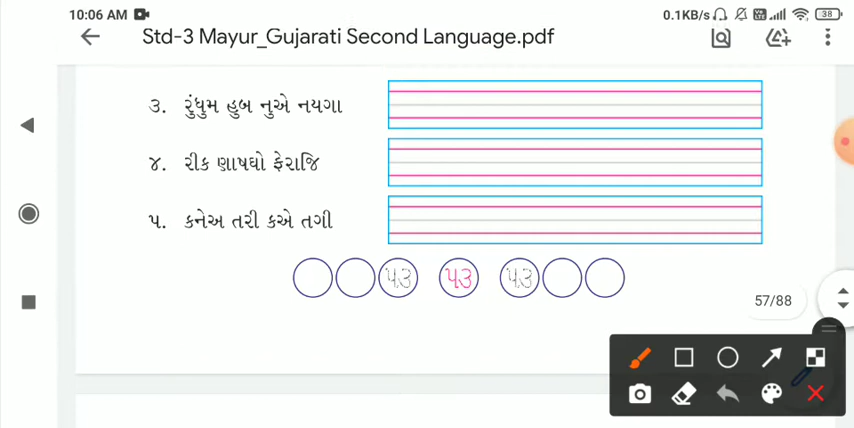 10:06 AM 0.1KB/s 38
Std-3 Mayur_Gujarati Second Language.pdf
૩. રુંધુમ હુબ નુએ નયગા
૪. રીક ણાષઘો ફેરાજિ
૫. કનેઅ તરી કએ તગી
૫૩ ૫૩ ૫૩
57/88